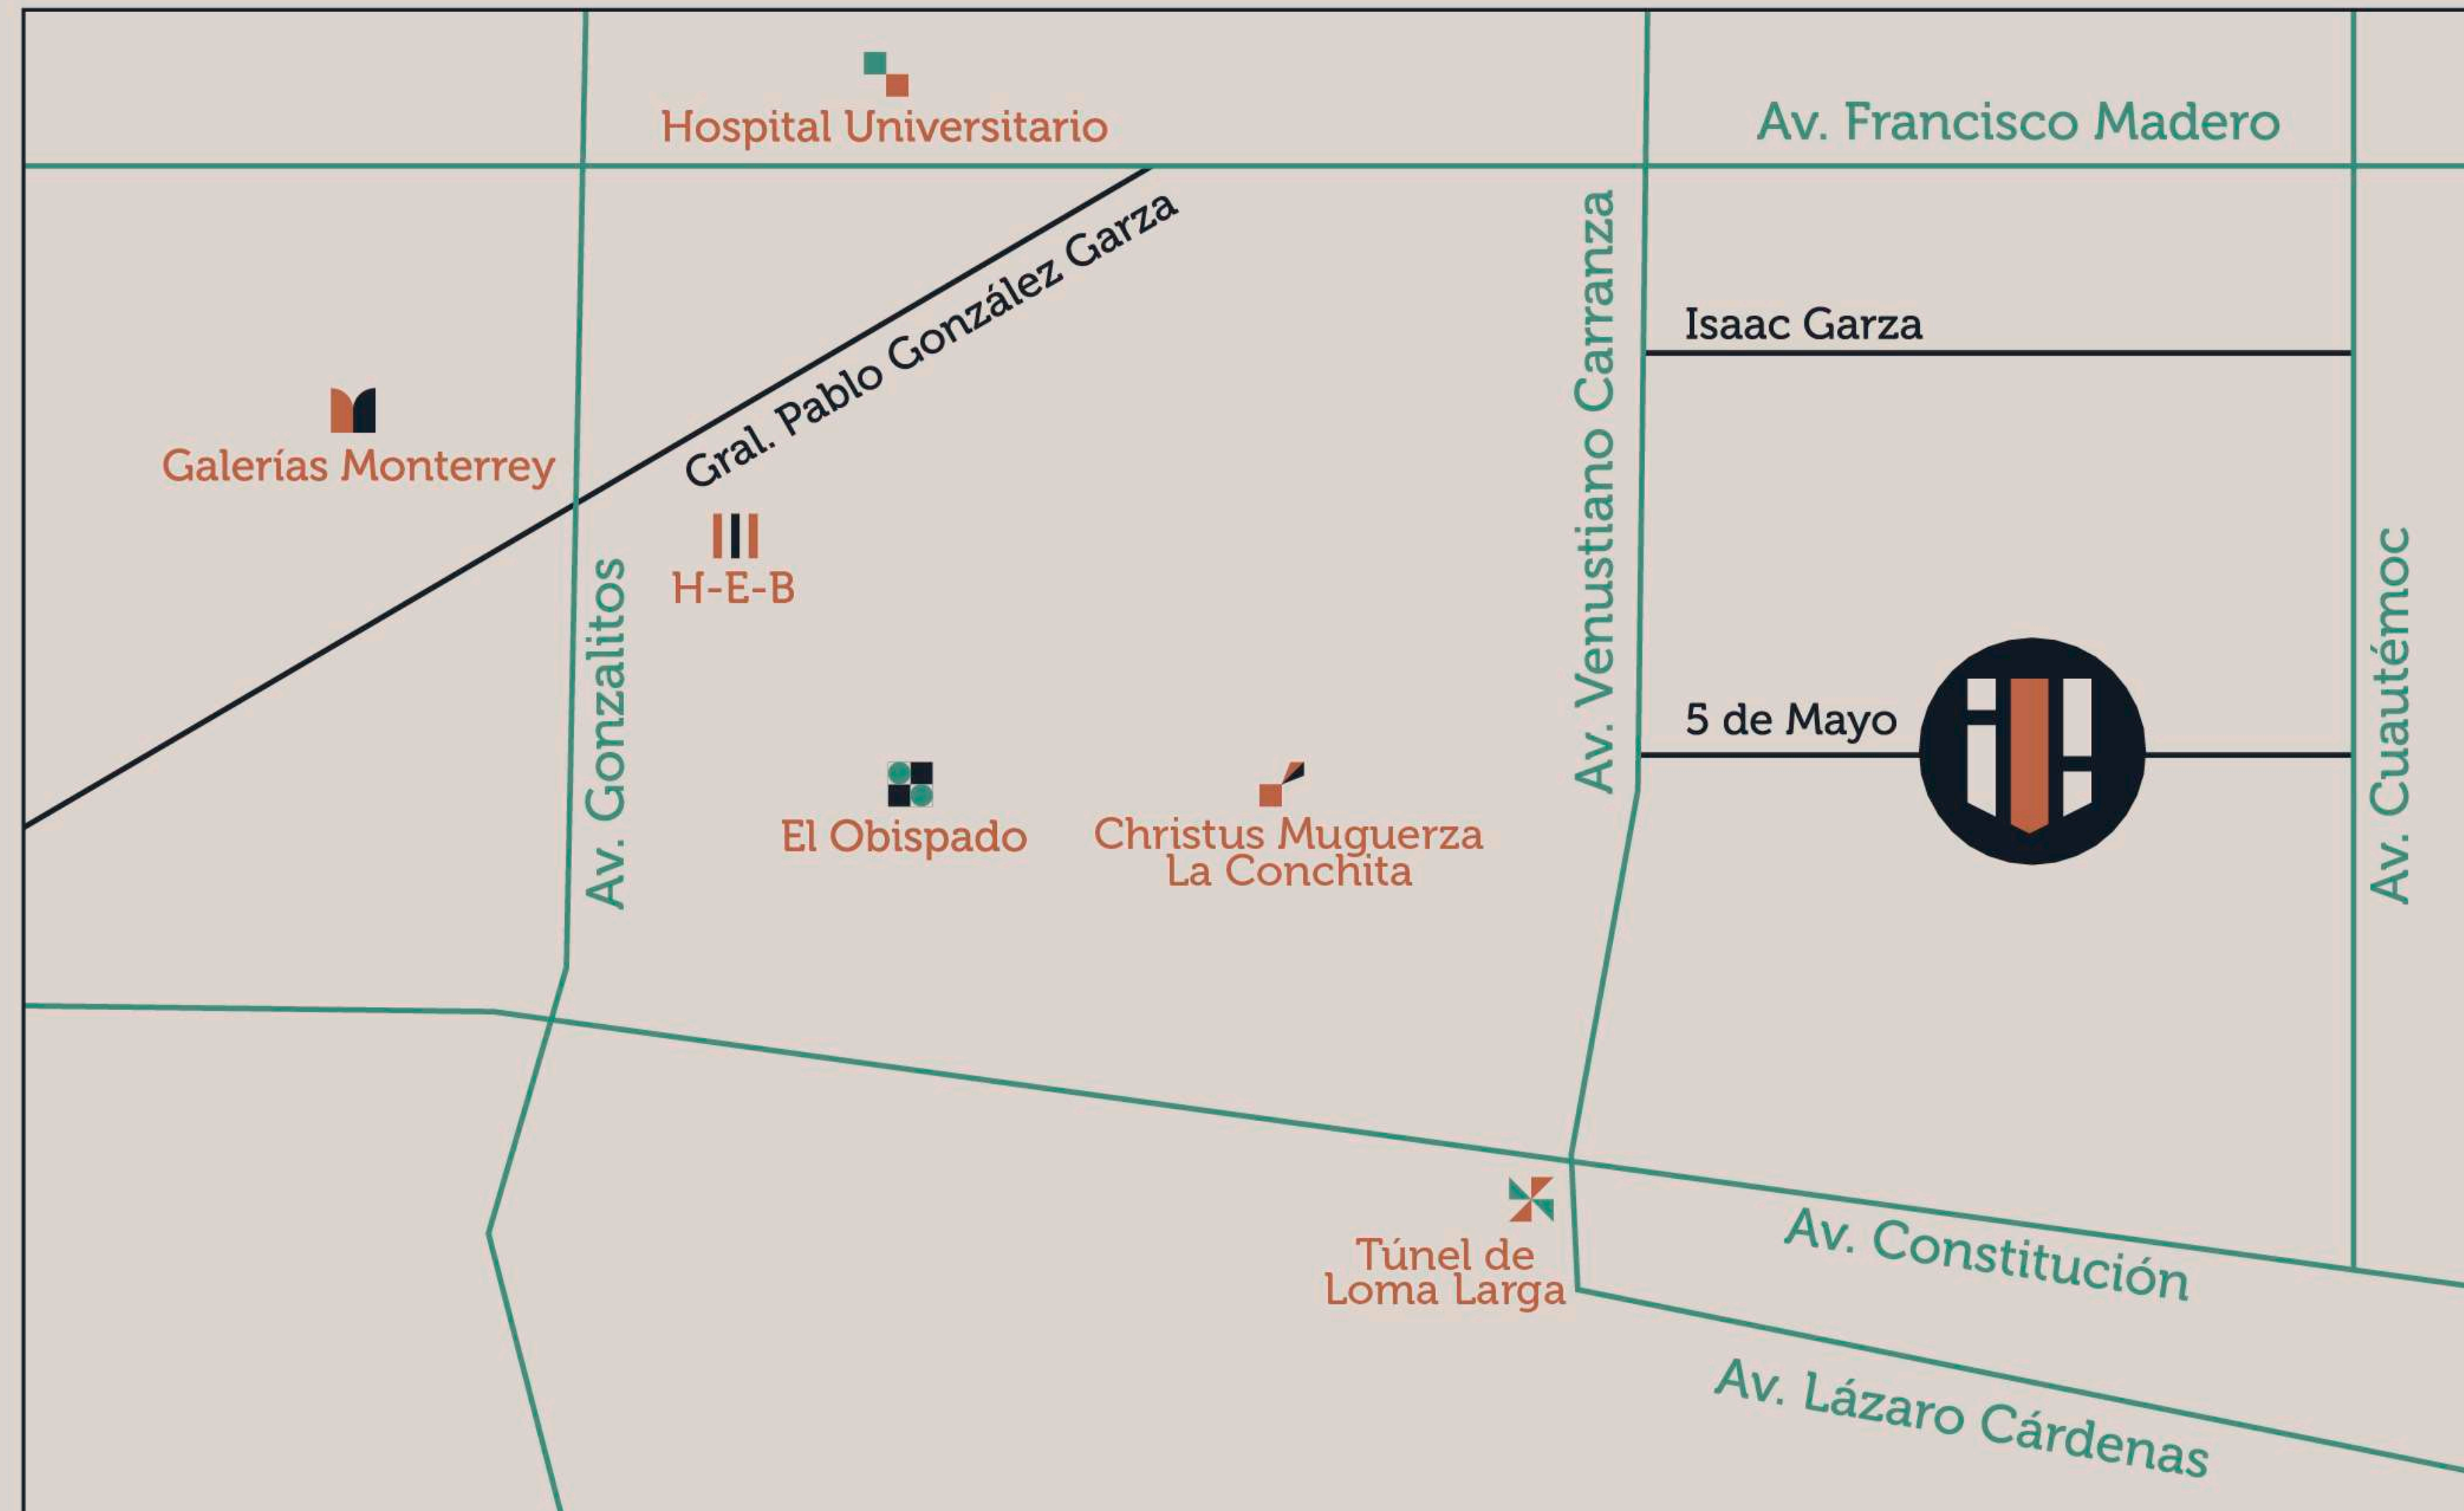 Hospital Universitario
Av. Francisco Madero
Gral. Pablo González Garza
Av. Venustiano Carranza
Isaac Garza
Galerías Monterrey
H-E-B
Av. Gonzalitos
Av. Cuautémoc
5 de Mayo
El Obispado
Christus Muguerza
La Conchita
Túnel de
Loma Larga
Av. Constitución
Av. Lázaro Cárdenas